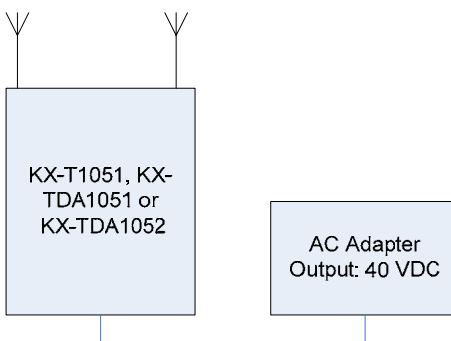 KX-T1051, KX-
TDA1051 or
KX-TDA1052
AC Adapter
Output: 40 VDC